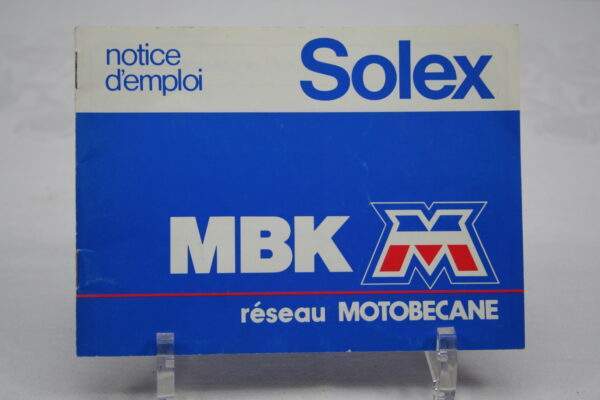 notice
d'emploi
Solex
MBK M
réseau MOTOBECANE